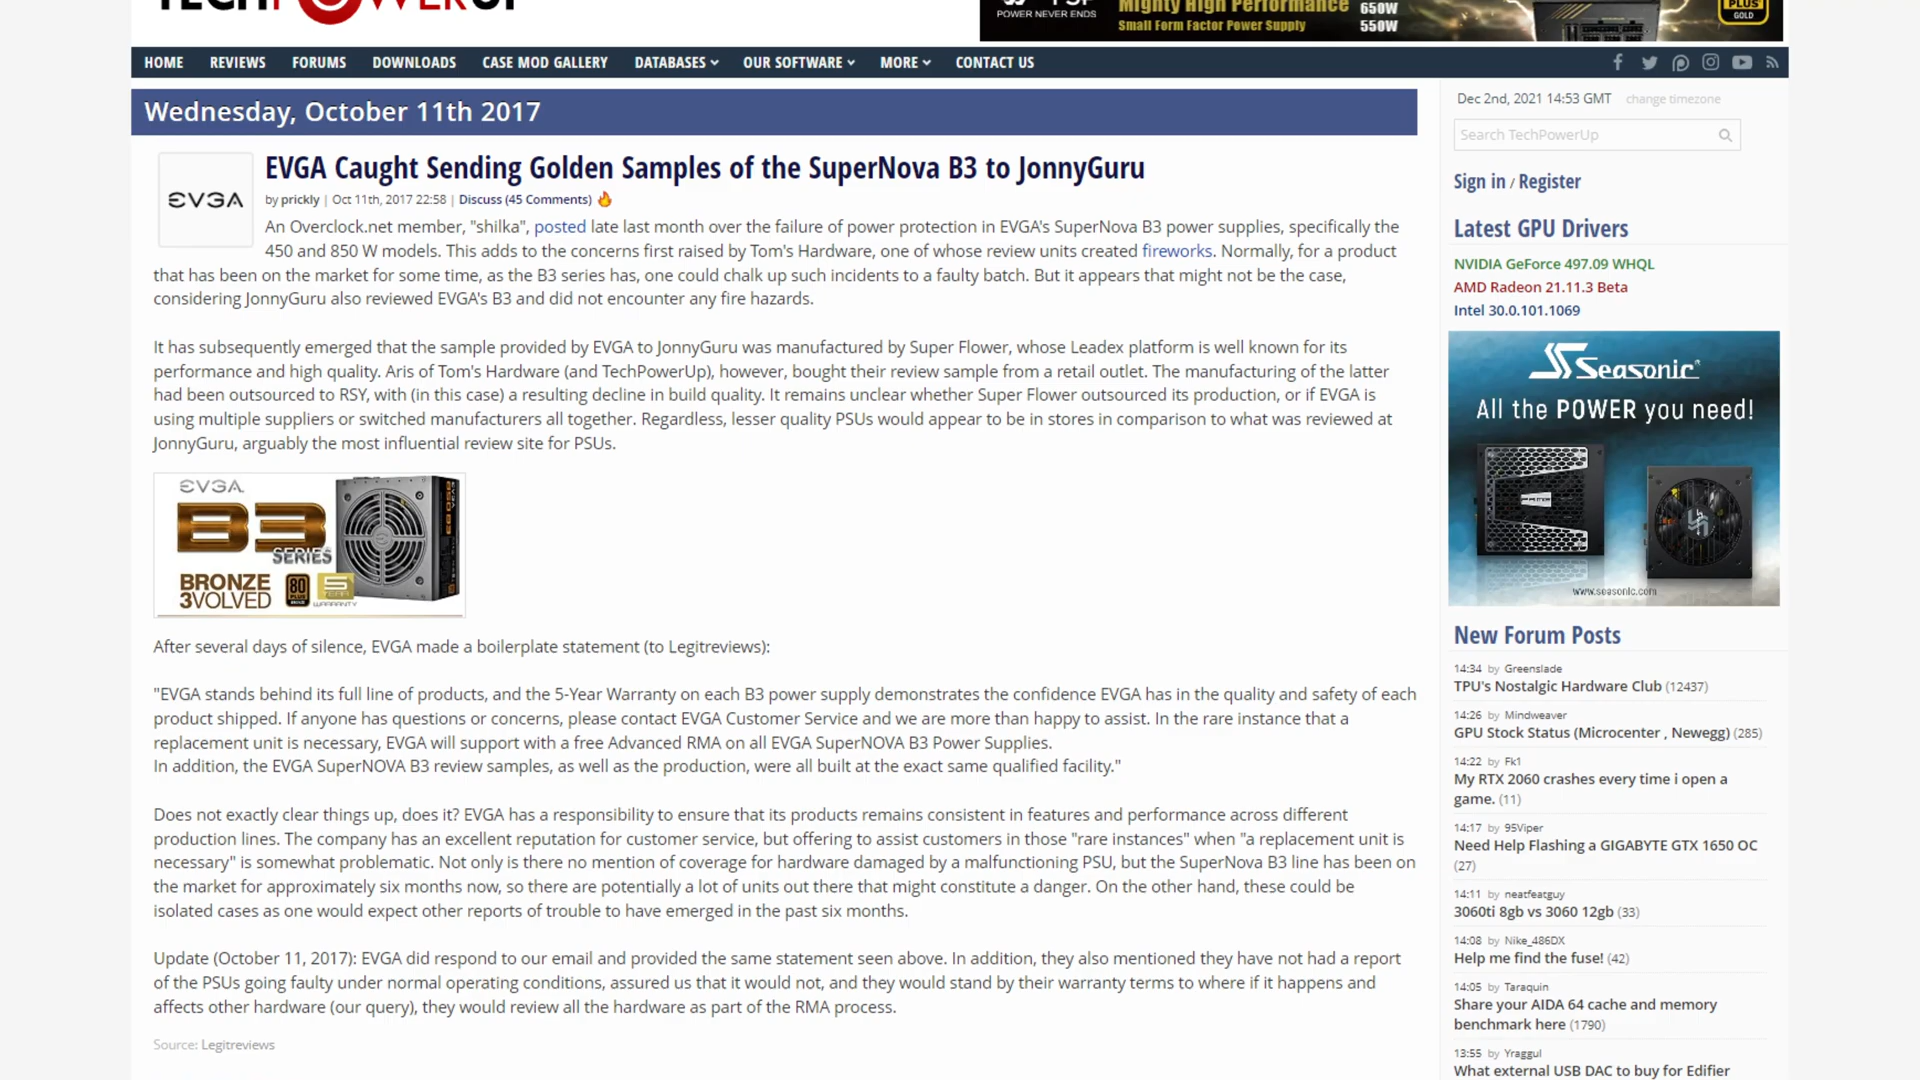 TECHPOWERUP
FSP
POWER NEVER ENDS
Mighty High Performance
Small Form Factor Power Supply
650W
550W
PLUS
GOLD
HOME REVIEWS FORUMS DOWNLOADS CASE MOD GALLERY DATABASES OUR SOFTWARE MORE CONTACT US
Wednesday, October 11th 2017
EVGA
EVGA Caught Sending Golden Samples of the SuperNova B3 to JonnyGuru
by prickly | Oct 11th, 2017 22:58 | Discuss (45 Comments)
An Overclock.net member, "shilka", posted late last month over the failure of power protection in EVGA's SuperNova B3 power supplies, specifically the
450 and 850 W models. This adds to the concerns first raised by Tom's Hardware, one of whose review units created fireworks. Normally, for a product
that has been on the market for some time, as the B3 series has, one could chalk up such incidents to a faulty batch. But it appears that might not be the case,
considering JonnyGuru also reviewed EVGA's B3 and did not encounter any fire hazards.
It has subsequently emerged that the sample provided by EVGA to JonnyGuru was manufactured by Super Flower, whose Leadex platform is well known for its
performance and high quality. Aris of Tom's Hardware (and TechPowerUp), however, bought their review sample from a retail outlet. The manufacturing of the latter
had been outsourced to RSY, with (in this case) a resulting decline in build quality. It remains unclear whether Super Flower outsourced its production, or if EVGA is
using multiple suppliers or switched manufacturers all together. Regardless, lesser quality PSUs would appear to be in stores in comparison to what was reviewed at
JonnyGuru, arguably the most influential review site for PSUs.
EVGA
B3
SERIES
BRONZE
3VOLVED
80
PLUS
5
WARRANTY
After several days of silence, EVGA made a boilerplate statement (to Legitreviews):
"EVGA stands behind its full line of products, and the 5-Year Warranty on each B3 power supply demonstrates the confidence EVGA has in the quality and safety of each
product shipped. If anyone has questions or concerns, please contact EVGA Customer Service and we are more than happy to assist. In the rare instance that a
replacement unit is necessary, EVGA will support with a free Advanced RMA on all EVGA SuperNOVA B3 Power Supplies.
In addition, the EVGA SuperNOVA B3 review samples, as well as the production, were all built at the exact same qualified facility."
Does not exactly clear things up, does it? EVGA has a responsibility to ensure that its products remains consistent in features and performance across different
production lines. The company has an excellent reputation for customer service, but offering to assist customers in those "rare instances" when "a replacement unit is
necessary" is somewhat problematic. Not only is there no mention of coverage for hardware damaged by a malfunctioning PSU, but the SuperNova B3 line has been on
the market for approximately six months now, so there are potentially a lot of units out there that might constitute a danger. On the other hand, these could be
isolated cases as one would expect other reports of trouble to have emerged in the past six months.
Update (October 11, 2017): EVGA did respond to our email and provided the same statement seen above. In addition, they also mentioned they have not had a report
of the PSUs going faulty under normal operating conditions, assured us that it would not, and they would stand by their warranty terms to where if it happens and
affects other hardware (our query), they would review all the hardware as part of the RMA process.
Source: Legitreviews
Dec 2nd, 2021 14:53 GMT change timezone
Search TechPowerUp
Sign in / Register
Latest GPU Drivers
NVIDIA GeForce 497.09 WHQL
AMD Radeon 21.11.3 Beta
Intel 30.0.101.1069
Seasonic
All the POWER you need!
PRIME
www.seasonic.com
New Forum Posts
14:34 by Greenslade
TPU's Nostalgic Hardware Club (12437)
14:26 by Mindweaver
GPU Stock Status (Microcenter , Newegg) (285)
14:22 by Fk1
My RTX 2060 crashes every time i open a
game. (11)
14:17 by 95Viper
Need Help Flashing a GIGABYTE GTX 1650 OC
(27)
14:11 by neatfeatguy
3060ti 8gb vs 3060 12gb (33)
14:08 by Nike_486DX
Help me find the fuse! (42)
14:05 by Taraquin
Share your AIDA 64 cache and memory
benchmark here (1790)
13:55 by Yraggul
What external USB DAC to buy for Edifier